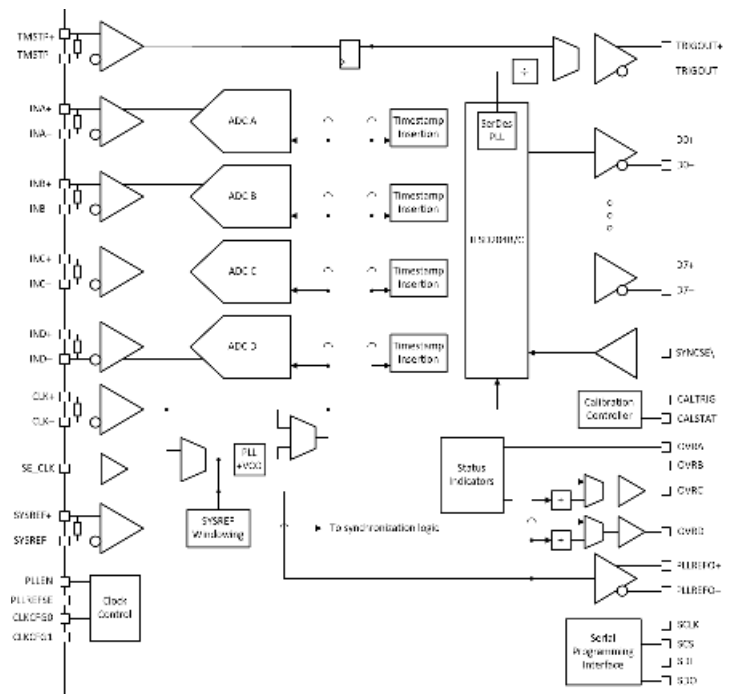 TMSTP+
TMSTP
TRIGOUT+
TRIGOUT
÷
INA+
INA−
ADC A
Timestamp
Insertion
SerDes
PLL
D0+
D0−
INB+
INB
ADC B
Timestamp
Insertion
JESD204B/C
INC+
INC−
ADC C
Timestamp
Insertion
D7+
D7−
IND+
IND−
ADC D
Timestamp
Insertion
SYNCSE\
CLK+
CLK−
Calibration
Controller
CALTRIG
CALSTAT
SE_CLK
PLL
+VCO
Status
Indicators
OVRA
OVRB
OVRC
OVRD
÷
÷
SYSREF+
SYSREF
SYSREF
Windowing
To synchronization logic
PLLREFO+
PLLREFO−
PLLEN
PLLREFSE
CLKCFG0
CLKCFG1
Clock
Control
Serial
Programming
Interface
SCLK
SCS
SDI
SDO